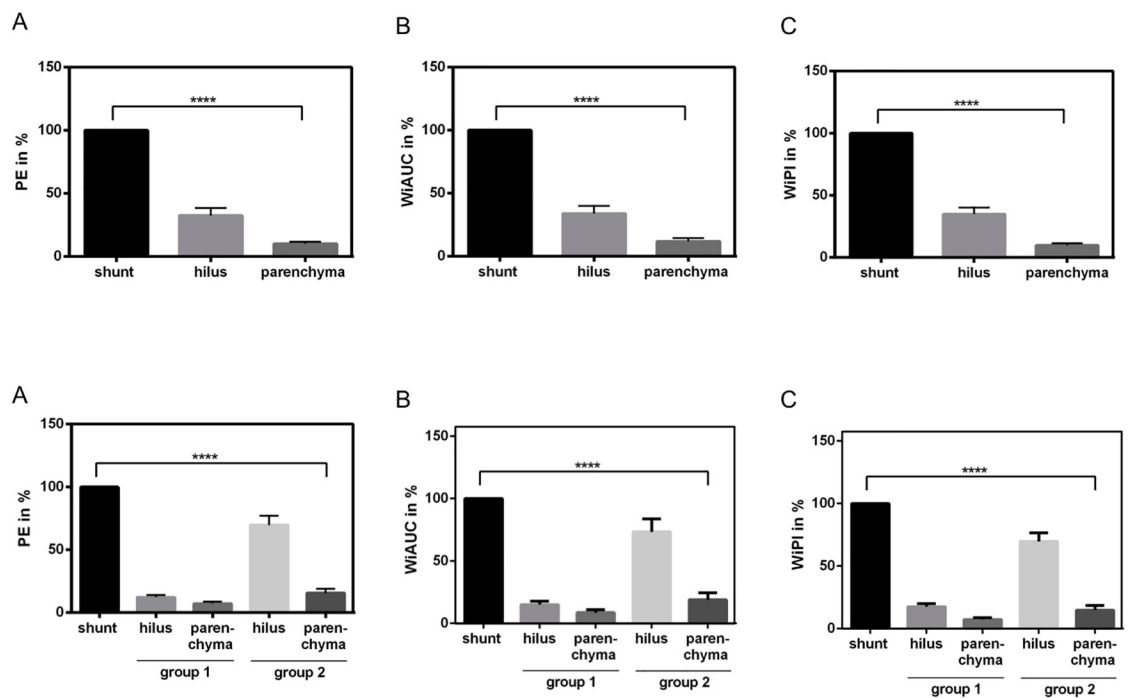 A
B
C
150
100
50
0
PE in %
****
shunt hilus parenchyma
150
100
50
0
WiAUC in %
****
shunt hilus parenchyma
150
100
50
0
WiPI in %
****
shunt hilus parenchyma
A
B
C
150
100
50
0
PE in %
****
shunt hilus paren- hilus paren-
chyma chyma
group 1 group 2
150
100
50
0
WiAUC in %
****
shunt hilus paren- hilus paren-
chyma chyma
group 1 group 2
150
100
50
0
WiPI in %
****
shunt hilus paren- hilus paren-
chyma chyma
group 1 group 2